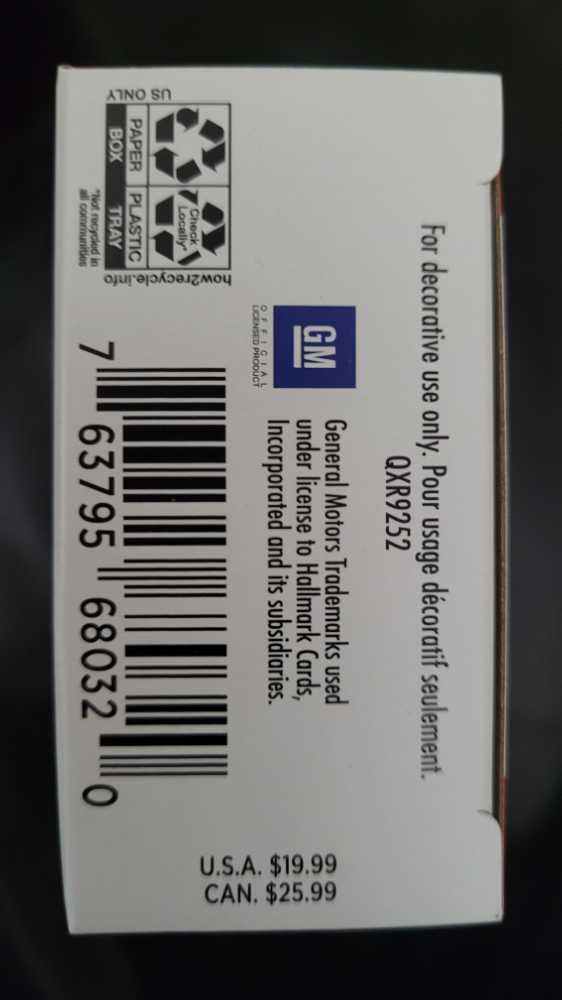 For decorative use only. Pour usage décoratif seulement.
QXR9252
GM
OFFICIAL
LICENSED PRODUCT
General Motors Trademarks used
under license to Hallmark Cards,
Incorporated and its subsidiaries.
how2recycle.info
Check
Locally*
PAPER
PLASTIC
BOX
TRAY
*Not recycled in
all communities
US ONLY
7 63795 68032 0
U.S.A. $19.99
CAN. $25.99